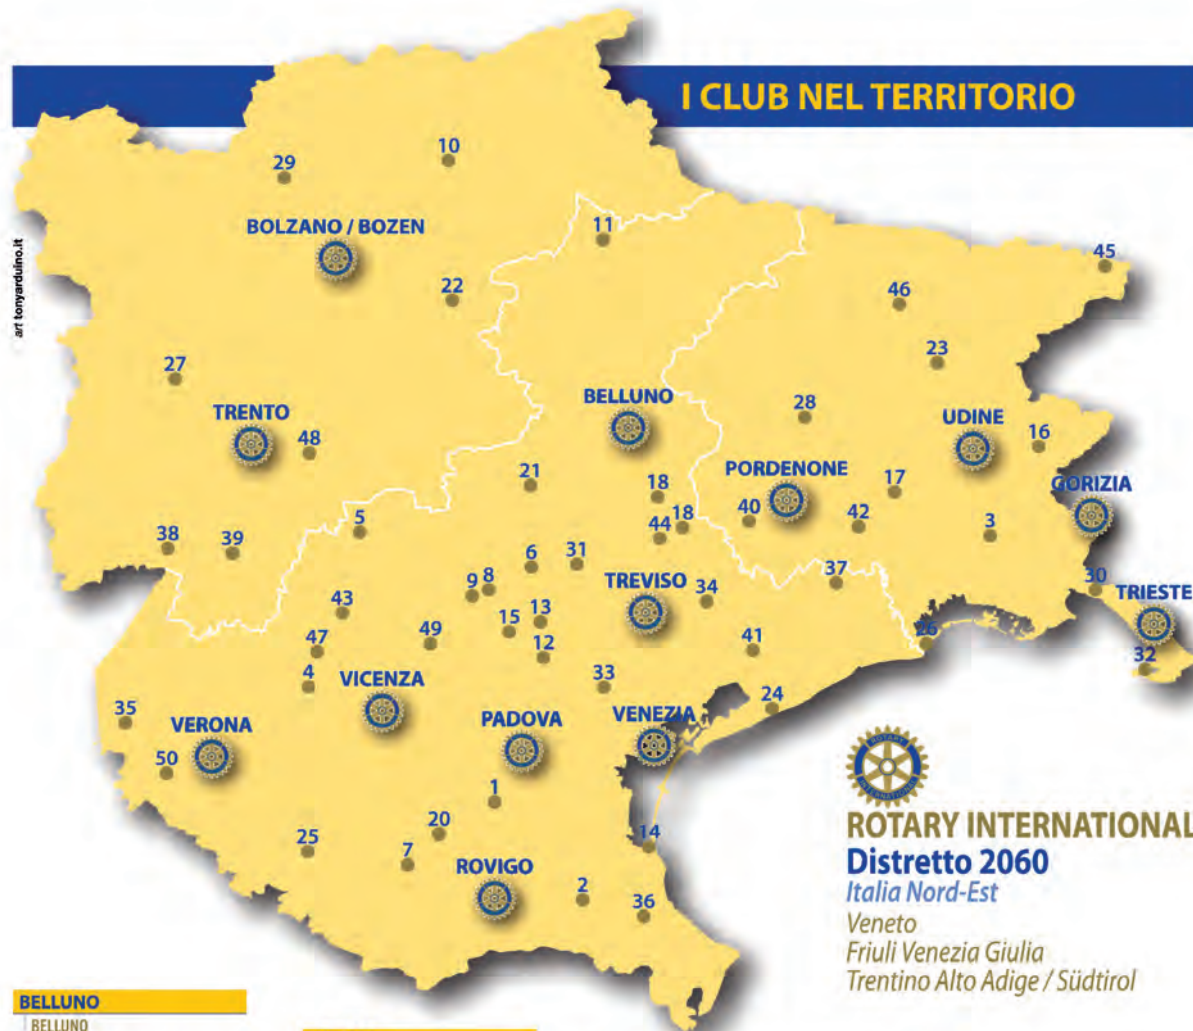 I CLUB NEL TERRITORIO
10
29
BOLZANO / BOZEN
11
45
art tonyarduino.it
22
46
23
27
BELLUNO
TRENTO
28
UDINE
48
16
21
PORDENONE
18
17
GORIZIA
5
18
40
42
3
44
38
39
6
31
37
9
8
TREVISO
30
TRIESTE
43
34
15
13
49
41
26
47
12
32
4
VICENZA
33
24
35
VERONA
PADOVA
VENEZIA
50
1
ROTARY
INTERNATIONAL
20
14
ROTARY INTERNATIONAL
25
7
Distretto 2060
ROVIGO
2
36
Italia Nord-Est
Veneto
Friuli Venezia Giulia
Trentino Alto Adige / Südtirol
BELLUNO
BELLUNO